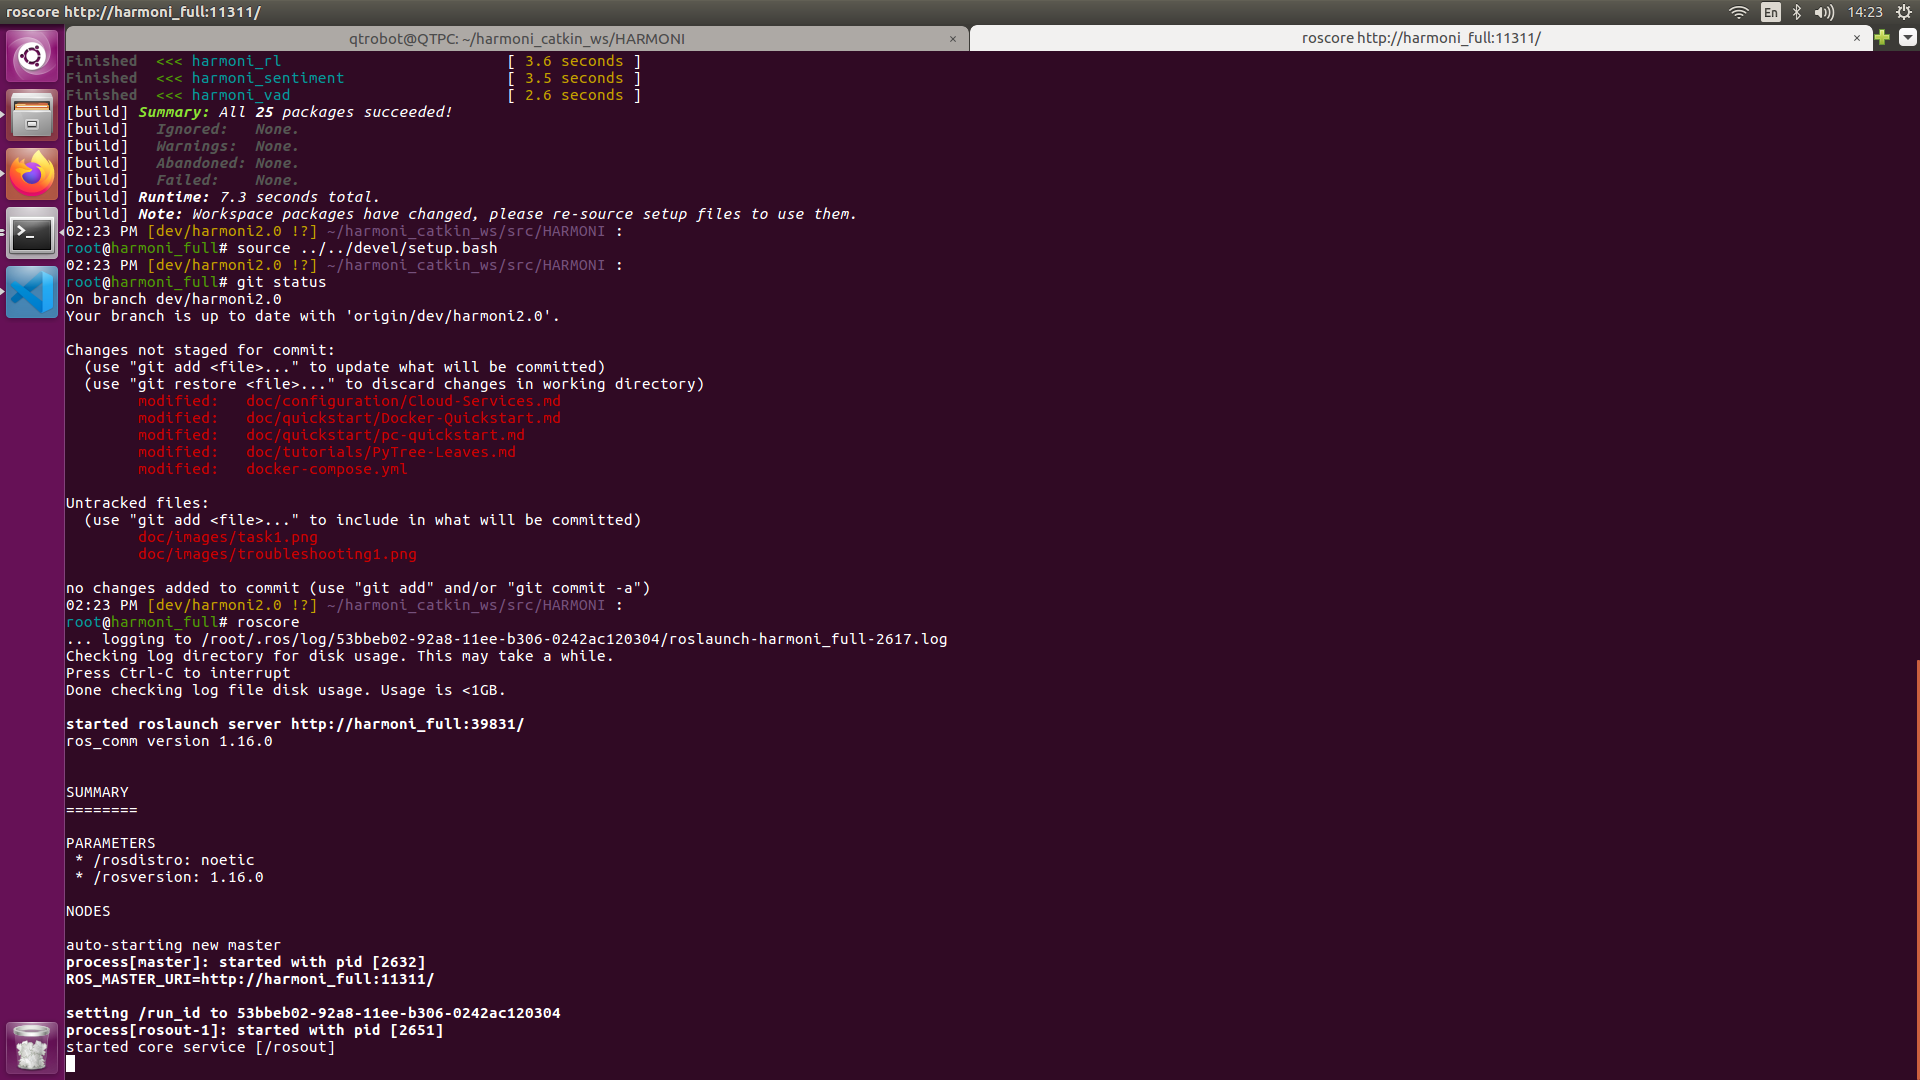 roscore http://harmoni_full:11311/
En
14:23
qtrobot@QTPC: ~/harmoni_catkin_ws/HARMONI ×
roscore http://harmoni_full:11311/ ×
Finished  <<< harmoni_rl                         [ 3.6 seconds ]
Finished  <<< harmoni_sentiment                  [ 3.5 seconds ]
Finished  <<< harmoni_vad                        [ 2.6 seconds ]
[build] Summary: All 25 packages succeeded!
[build]   Ignored:   None.
[build]   Warnings:  None.
[build]   Abandoned: None.
[build]   Failed:    None.
[build] Runtime: 7.3 seconds total.
[build] Note: Workspace packages have changed, please re-source setup files to use them.
02:23 PM [dev/harmoni2.0 !?] ~/harmoni_catkin_ws/src/HARMONI :
root@harmoni_full# source ../../devel/setup.bash
02:23 PM [dev/harmoni2.0 !?] ~/harmoni_catkin_ws/src/HARMONI :
root@harmoni_full# git status
On branch dev/harmoni2.0
Your branch is up to date with 'origin/dev/harmoni2.0'.
Changes not staged for commit:
  (use "git add <file>..." to update what will be committed)
  (use "git restore <file>..." to discard changes in working directory)
        modified:   doc/configuration/Cloud-Services.md
        modified:   doc/quickstart/Docker-Quickstart.md
        modified:   doc/quickstart/pc-quickstart.md
        modified:   doc/tutorials/PyTree-Leaves.md
        modified:   docker-compose.yml
Untracked files:
  (use "git add <file>..." to include in what will be committed)
        doc/images/task1.png
        doc/images/troubleshooting1.png
no changes added to commit (use "git add" and/or "git commit -a")
02:23 PM [dev/harmoni2.0 !?] ~/harmoni_catkin_ws/src/HARMONI :
root@harmoni_full# roscore
... logging to /root/.ros/log/53bbeb02-92a8-11ee-b306-0242ac120304/roslaunch-harmoni_full-2617.log
Checking log directory for disk usage. This may take a while.
Press Ctrl-C to interrupt
Done checking log file disk usage. Usage is <1GB.
started roslaunch server http://harmoni_full:39831/
ros_comm version 1.16.0
SUMMARY
========
PARAMETERS
 * /rosdistro: noetic
 * /rosversion: 1.16.0
NODES
auto-starting new master
process[master]: started with pid [2632]
ROS_MASTER_URI=http://harmoni_full:11311/
setting /run_id to 53bbeb02-92a8-11ee-b306-0242ac120304
process[rosout-1]: started with pid [2651]
started core service [/rosout]